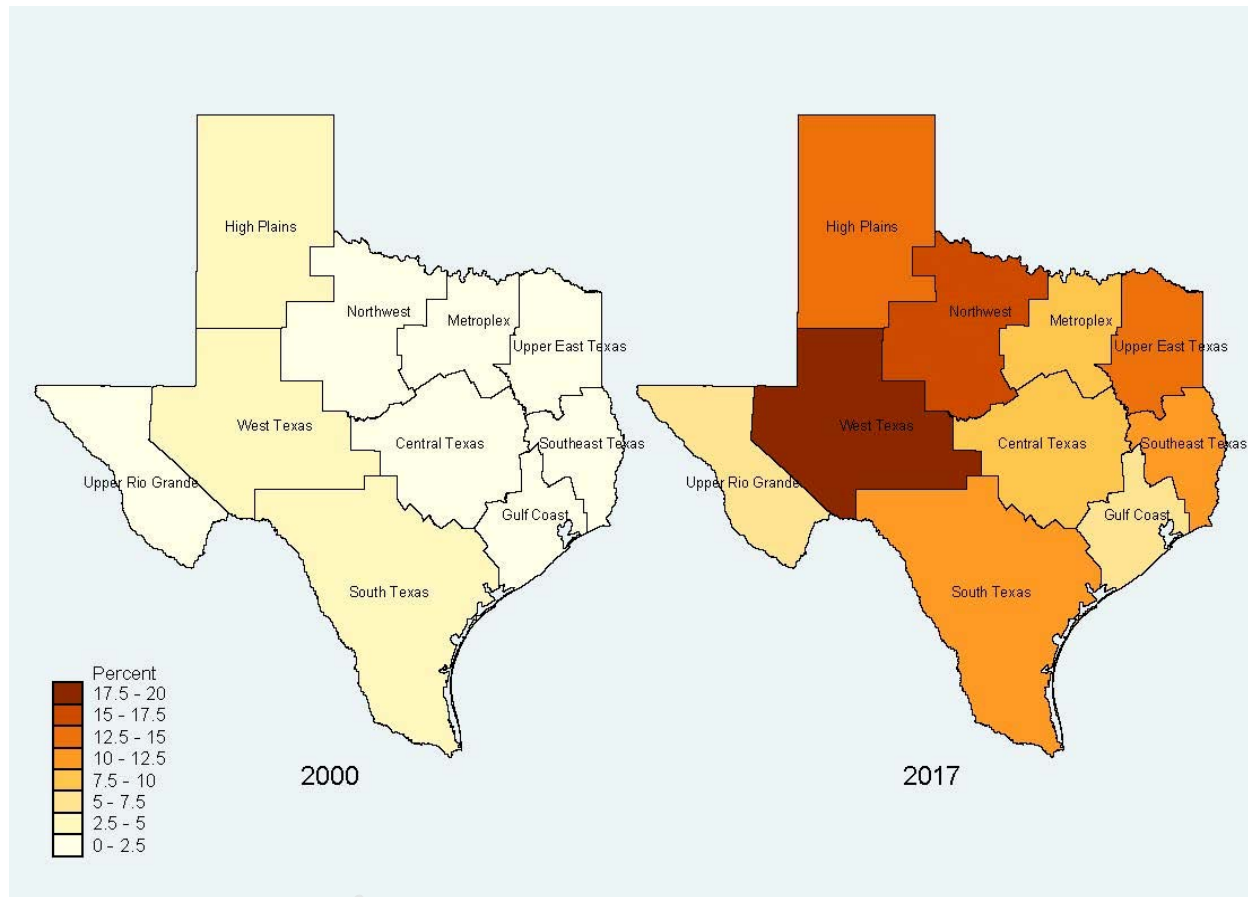 High Plains
Northwest
Metroplex
Upper East Texas
West Texas
Central Texas
Southeast Texas
Upper Rio Grande
Gulf Coast
South Texas
2000
High Plains
Northwest
Metroplex
Upper East Texas
West Texas
Central Texas
Southeast Texas
Upper Rio Grande
Gulf Coast
South Texas
2017
Percent
17.5 - 20
15 - 17.5
12.5 - 15
10 - 12.5
7.5 - 10
5 - 7.5
2.5 - 5
0 - 2.5